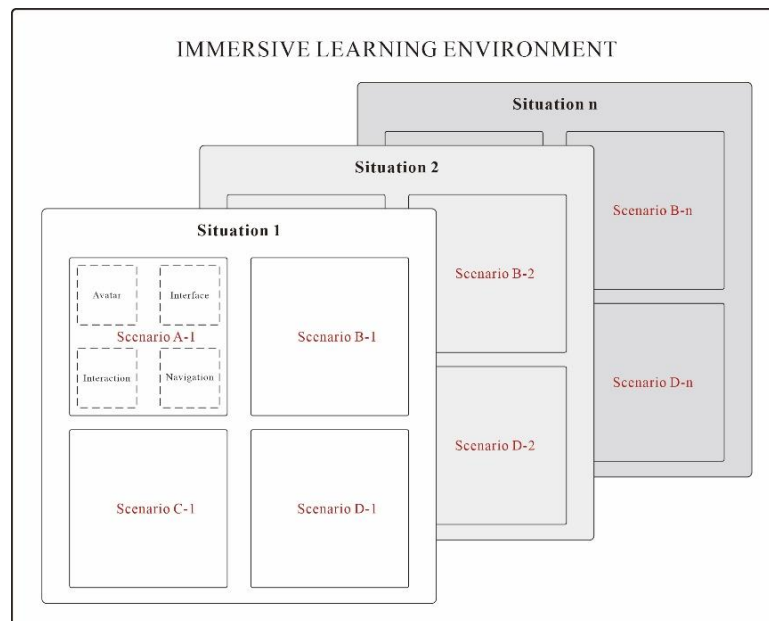 IMMERSIVE LEARNING ENVIRONMENT
Situation n
Scenario B-n
Scenario D-n
Situation 2
Scenario B-2
Scenario D-2
Situation 1
Avatar
Interface
Scenario A-1
Interaction
Navigation
Scenario B-1
Scenario C-1
Scenario D-1